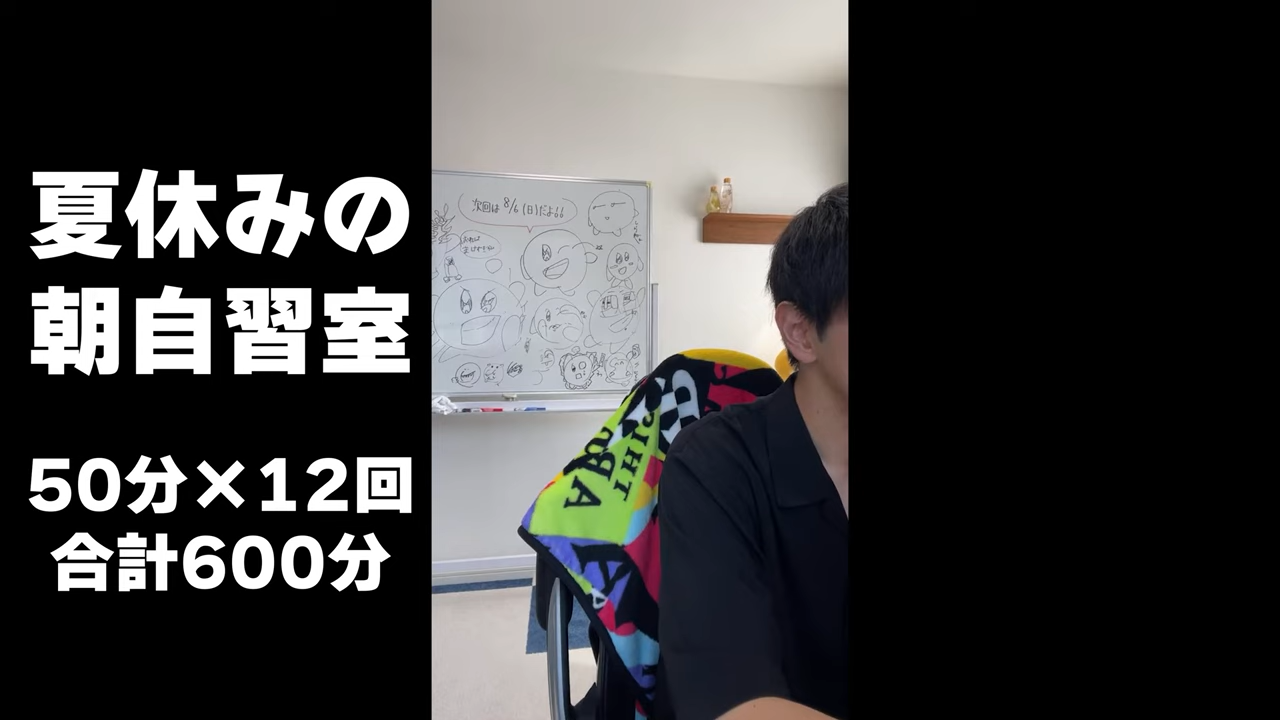 夏休みの
朝自習室
50分×12回
合計600分
次回は 8/6 (日)だよ